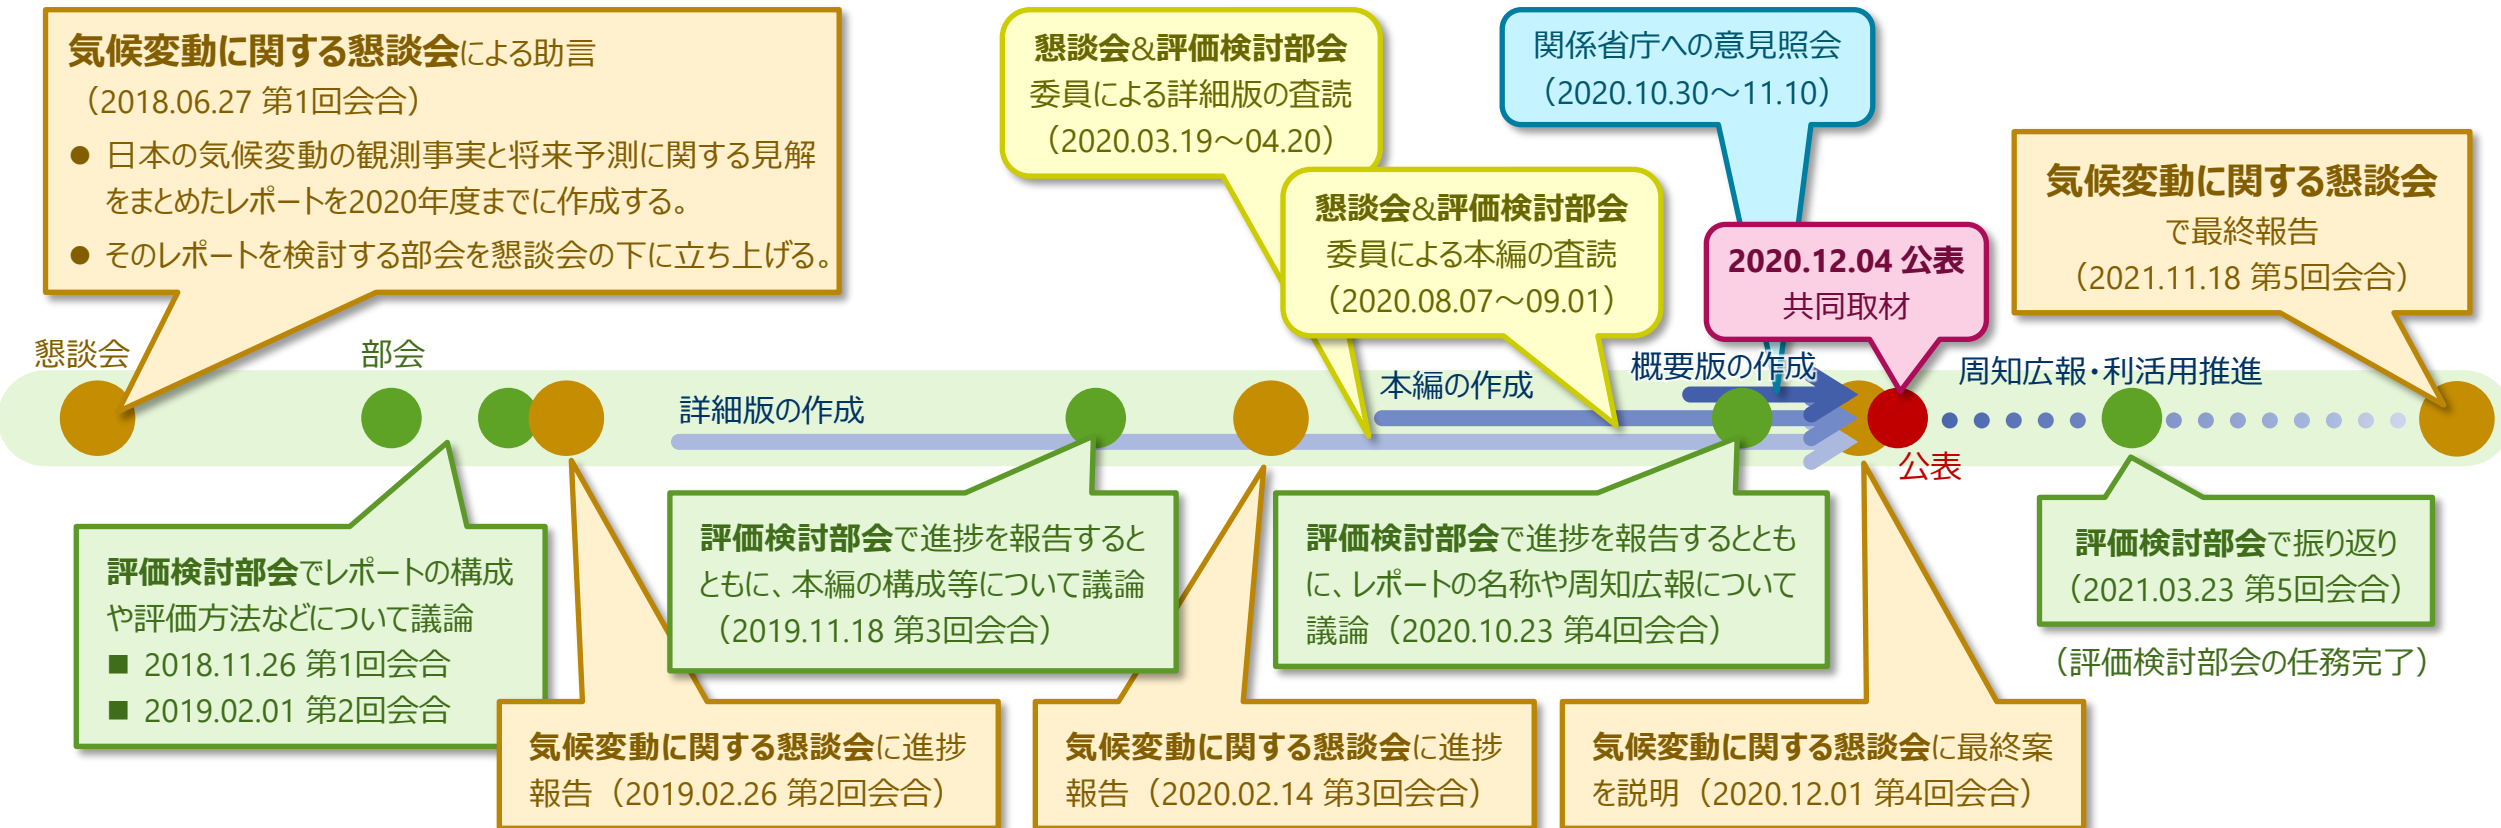 気候変動に関する懇談会による助言
（2018.06.27 第1回会合）
● 日本の気候変動の観測事実と将来予測に関する見解
をまとめたレポートを2020年度までに作成する。
● そのレポートを検討する部会を懇談会の下に立ち上げる。
懇談会&評価検討部会
委員による詳細版の査読
（2020.03.19～04.20）
関係省庁への意見照会
（2020.10.30～11.10）
懇談会&評価検討部会
委員による本編の査読
（2020.08.07～09.01）
2020.12.04 公表
共同取材
気候変動に関する懇談会
で最終報告
（2021.11.18 第5回会合）
懇談会
部会
詳細版の作成
本編の作成
概要版の作成
周知広報・利活用推進
公表
評価検討部会でレポートの構成
や評価方法などについて議論
■ 2018.11.26 第1回会合
■ 2019.02.01 第2回会合
気候変動に関する懇談会に進捗
報告（2019.02.26 第2回会合）
評価検討部会で進捗を報告すると
ともに、本編の構成等について議論
（2019.11.18 第3回会合）
気候変動に関する懇談会に進捗
報告（2020.02.14 第3回会合）
評価検討部会で進捗を報告するととも
に、レポートの名称や周知広報について
議論（2020.10.23 第4回会合）
気候変動に関する懇談会に最終案
を説明（2020.12.01 第4回会合）
評価検討部会で振り返り
（2021.03.23 第5回会合）
（評価検討部会の任務完了）